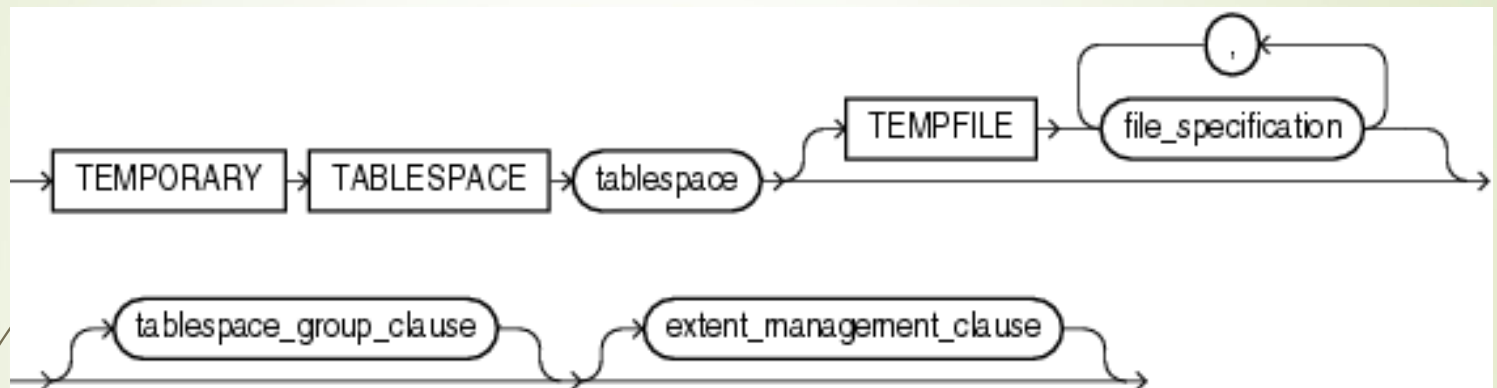 ,
TEMPFILE file_specification
TEMPORARY TABLESPACE tablespace
tablespace_group_clause extent_management_clause